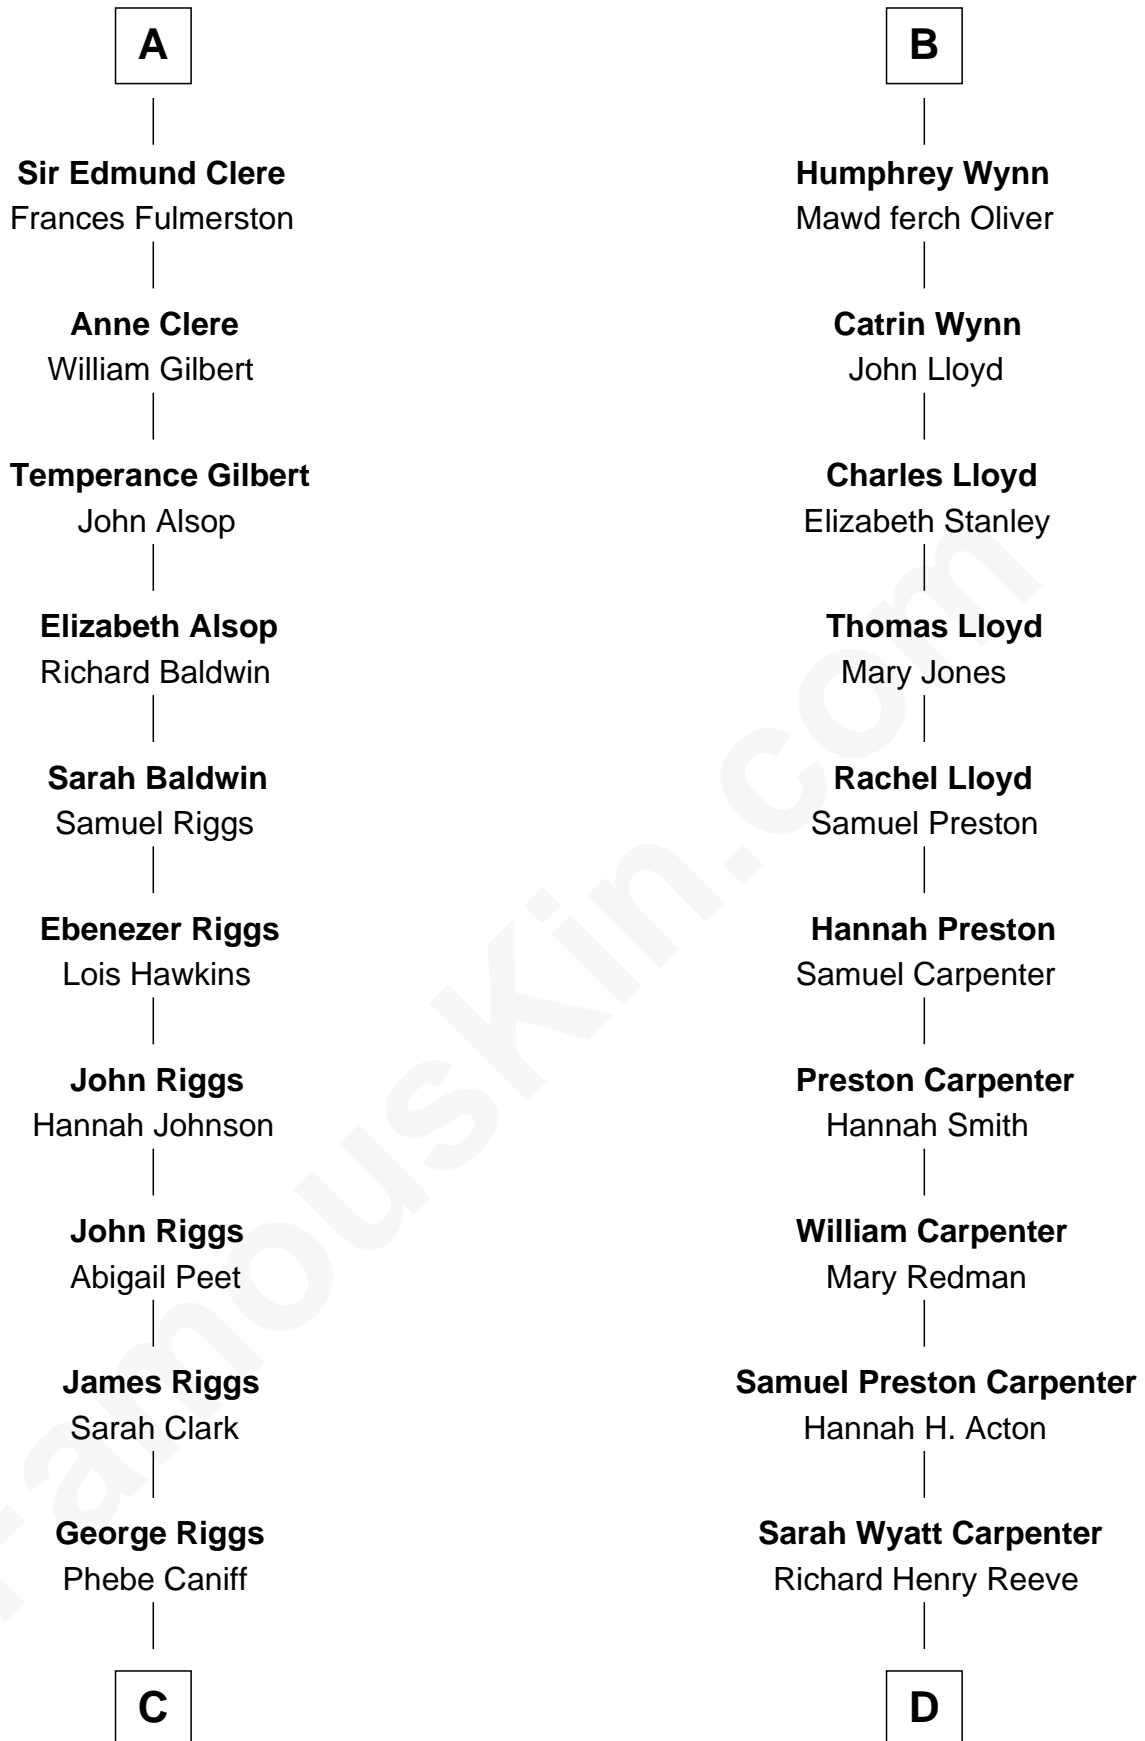 A
Sir Edmund Clere
Frances Fulmerston
Anne Clere
William Gilbert
Temperance Gilbert
John Alsop
Elizabeth Alsop
Richard Baldwin
Sarah Baldwin
Samuel Riggs
Ebenezer Riggs
Lois Hawkins
John Riggs
Hannah Johnson
John Riggs
Abigail Peet
James Riggs
Sarah Clark
George Riggs
Phebe Caniff
C
B
Humphrey Wynn
Mawd ferch Oliver
Catrin Wynn
John Lloyd
Charles Lloyd
Elizabeth Stanley
Thomas Lloyd
Mary Jones
Rachel Lloyd
Samuel Preston
Hannah Preston
Samuel Carpenter
Preston Carpenter
Hannah Smith
William Carpenter
Mary Redman
Samuel Preston Carpenter
Hannah H. Acton
Sarah Wyatt Carpenter
Richard Henry Reeve
D
FamousKin.com